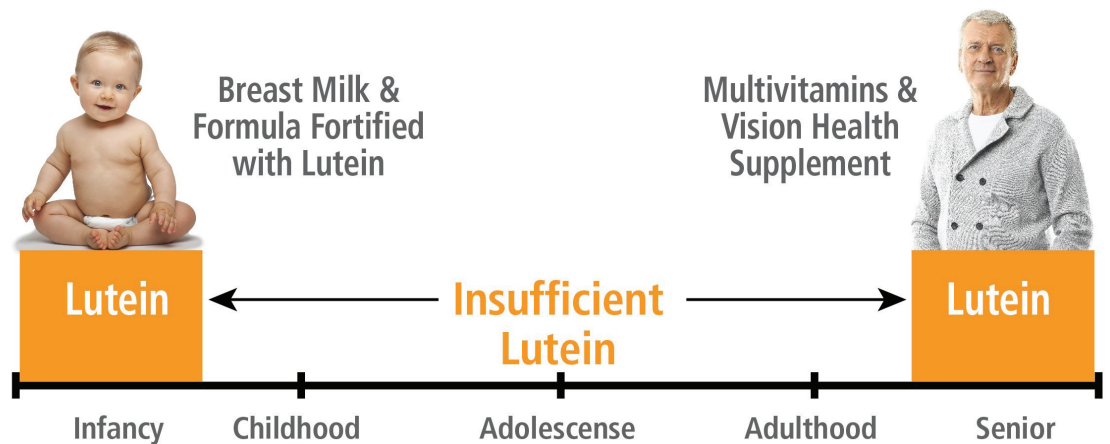 Breast Milk &
Formula Fortified
with Lutein
Multivitamins &
Vision Health
Supplement
Lutein
Insufficient
Lutein
Lutein
Infancy
Childhood
Adolescense
Adulthood
Senior